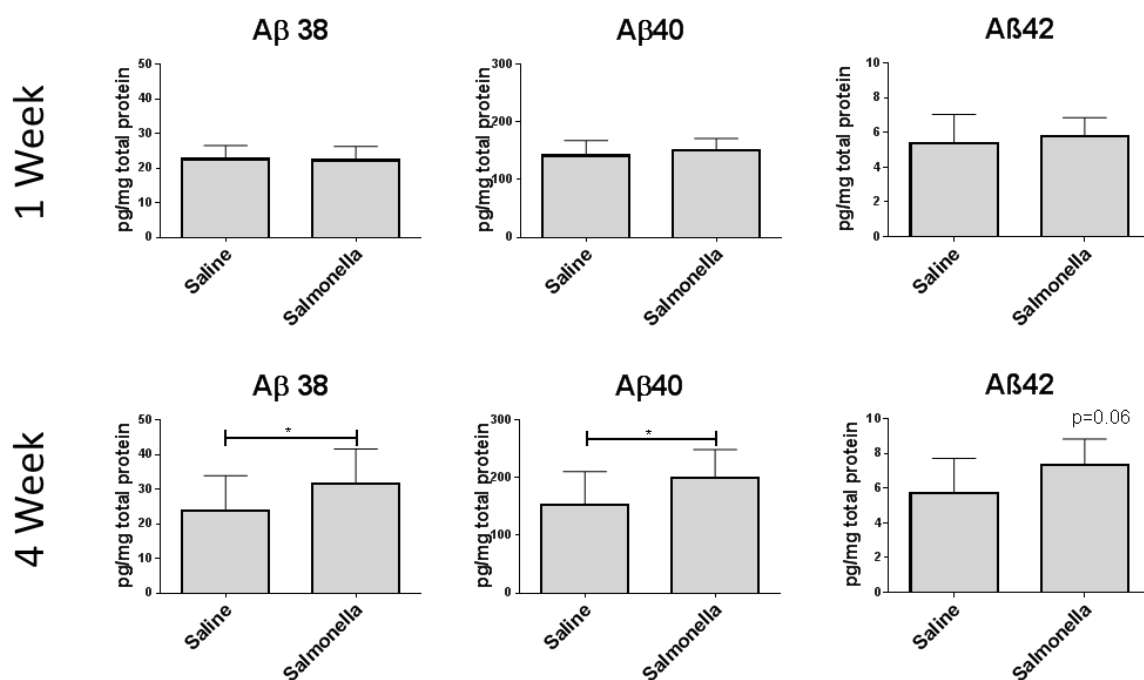 1 Week
Aβ 38
pg/mg total protein
50
40
30
20
10
0
Saline
Salmonella
Aβ40
pg/mg total protein
300
200
100
0
Saline
Salmonella
Aß42
pg/mg total protein
10
8
6
4
2
0
Saline
Salmonella
4 Week
Aβ 38
pg/mg total protein
50
40
30
20
10
0
*
Saline
Salmonella
Aβ40
pg/mg total protein
300
200
100
0
*
Saline
Salmonella
Aß42
pg/mg total protein
10
8
6
4
2
0
p=0.06
Saline
Salmonella